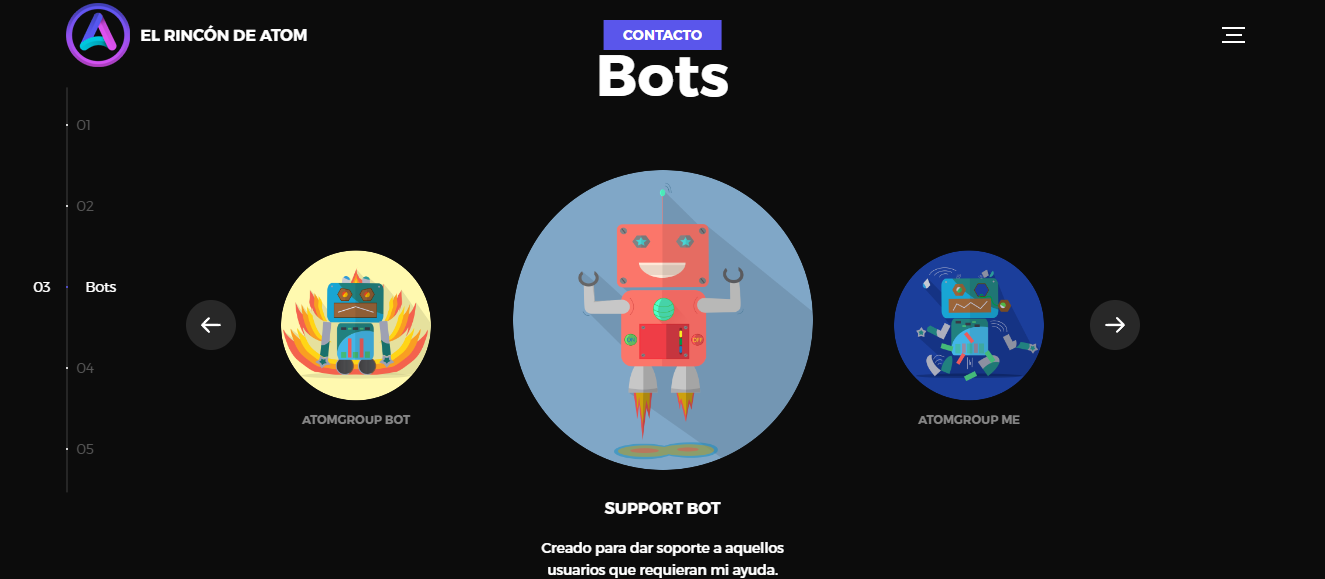 EL RINCÓN DE ATOM
CONTACTO
Bots
01
02
03 Bots
04
05
ATOMGROUP BOT
ATOMGROUP ME
SUPPORT BOT
Creado para dar soporte a aquellos
usuarios que requieran mi ayuda.